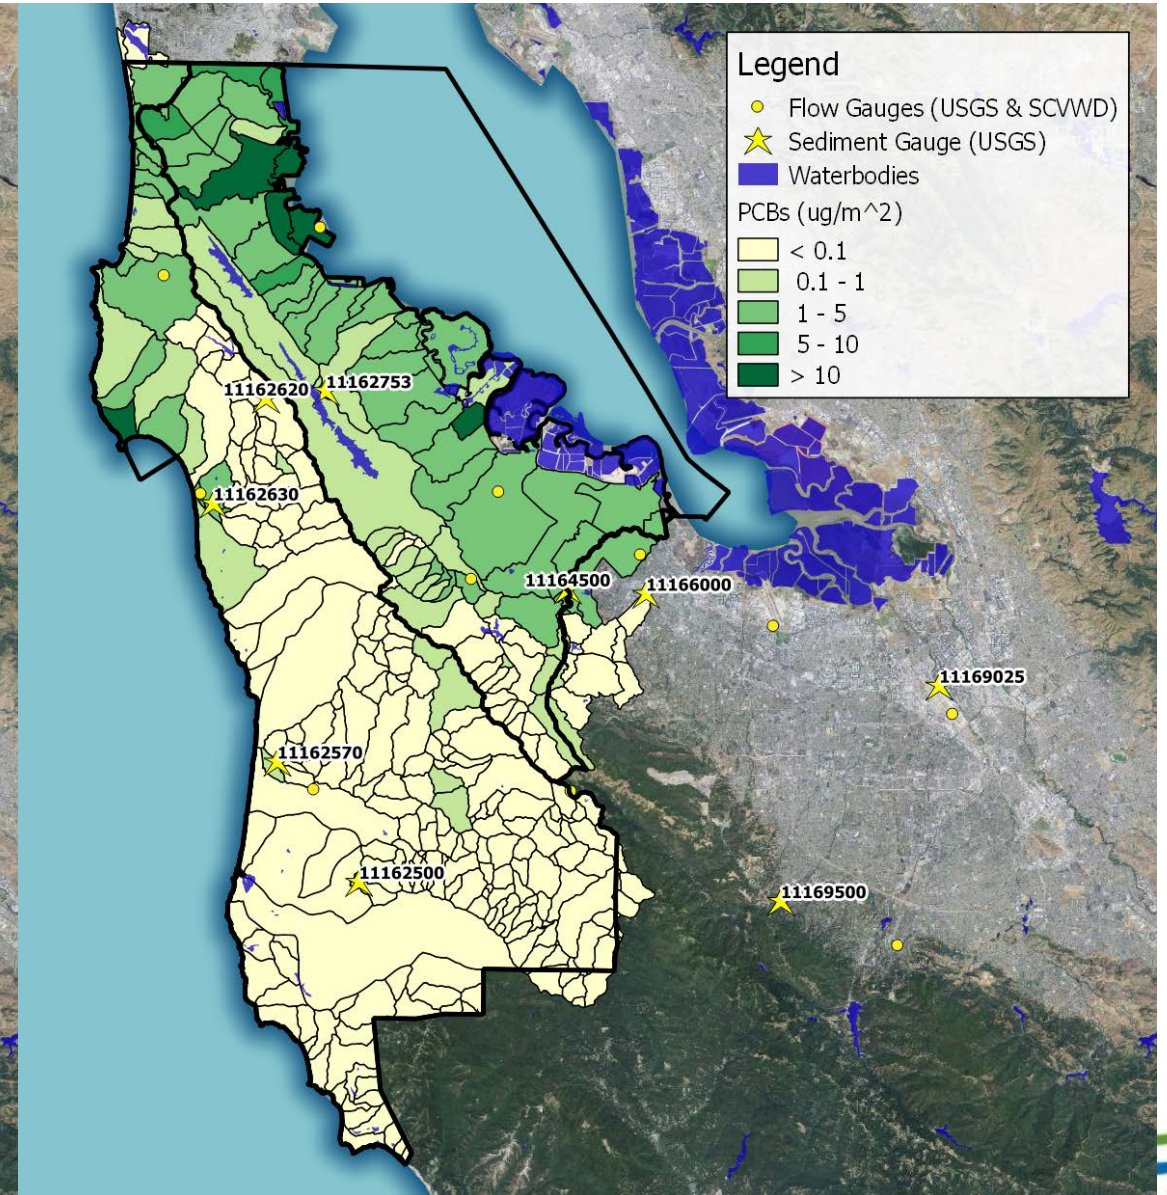 Legend
Flow Gauges (USGS & SCVWD)
Sediment Gauge (USGS)
Waterbodies
PCBs (ug/m^2)
< 0.1
0.1 - 1
1 - 5
5 - 10
> 10
11162620
11162753
11162630
11164500
11166000
11169025
11162570
11162500
11169500